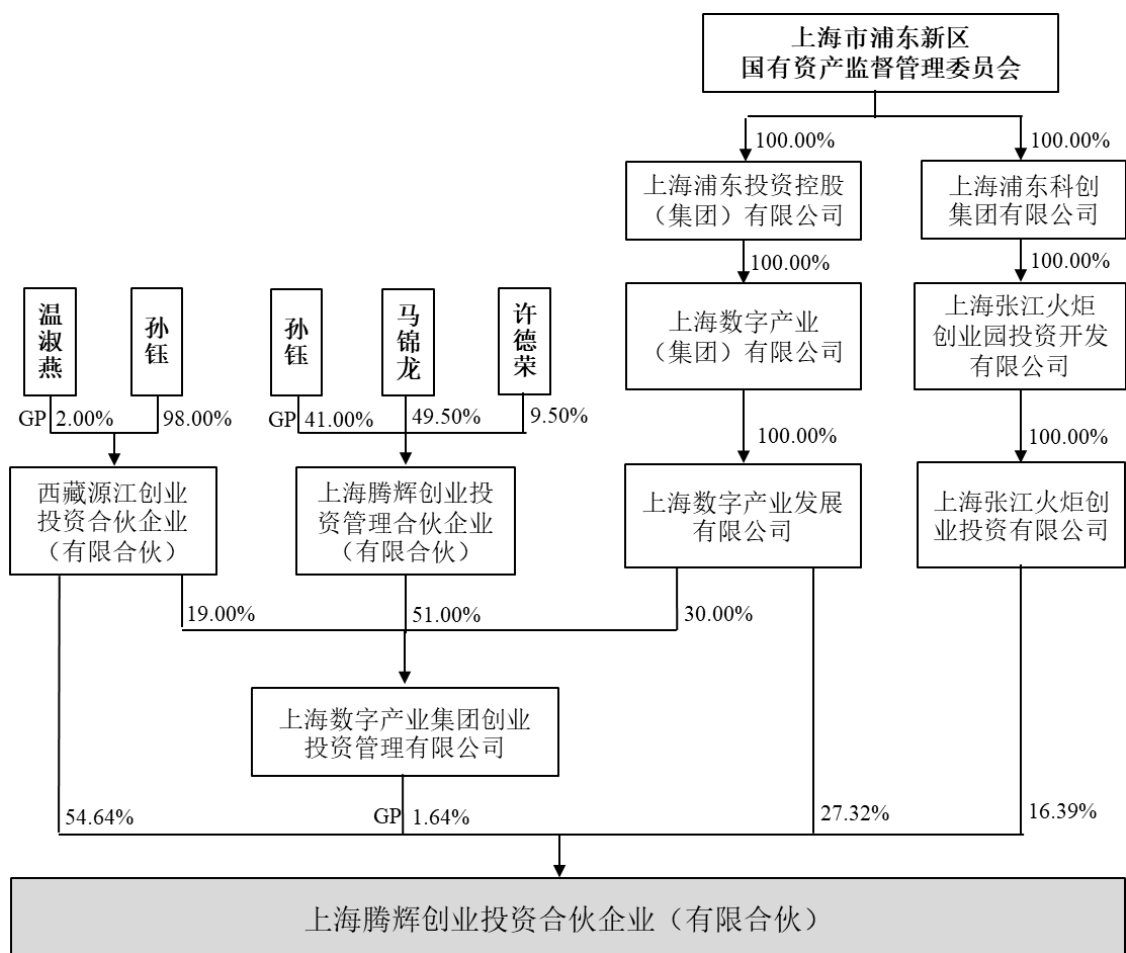 上海市浦东新区
国有资产监督管理委员会
100.00%
100.00%
上海浦东投资控股
（集团）有限公司
上海浦东科创
集团有限公司
100.00%
100.00%
温淑燕
孙钰
孙钰
马锦龙
许德荣
上海数字产业
（集团）有限公司
上海张江火炬
创业园投资开发
有限公司
GP
2.00%
98.00%
GP
41.00%
49.50%
9.50%
100.00%
100.00%
西藏源江创业
投资合伙企业
（有限合伙）
上海腾辉创业投
资管理合伙企业
（有限合伙）
上海数字产业发展
有限公司
上海张江火炬创
业投资有限公司
19.00%
51.00%
30.00%
上海数字产业集团创业
投资管理有限公司
54.64%
GP
1.64%
27.32%
16.39%
上海腾辉创业投资合伙企业（有限合伙）